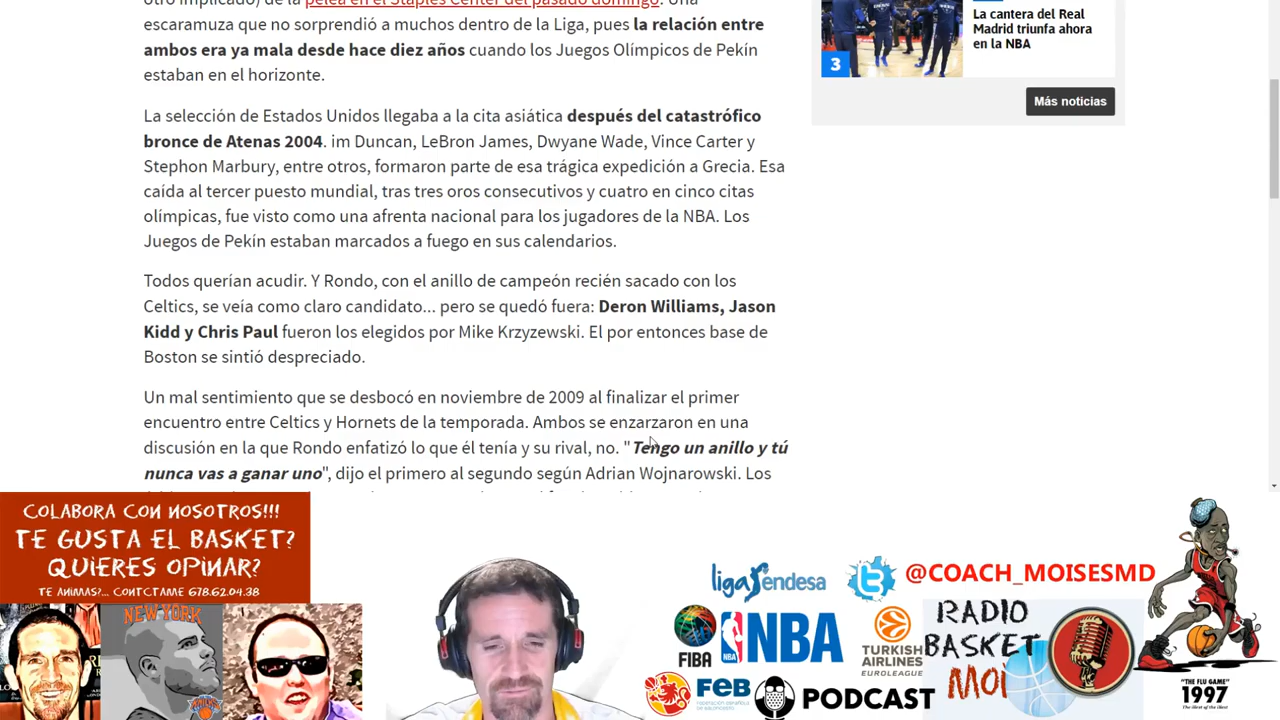 otro implicado) de la pelea en el Staples Center del pasado domingo. Una
escaramuza que no sorprendió a muchos dentro de la Liga, pues la relación entre
ambos era ya mala desde hace diez años cuando los Juegos Olímpicos de Pekín
estaban en el horizonte.
La selección de Estados Unidos llegaba a la cita asiática después del catastrófico
bronce de Atenas 2004. im Duncan, LeBron James, Dwyane Wade, Vince Carter y
Stephon Marbury, entre otros, formaron parte de esa trágica expedición a Grecia. Esa
caída al tercer puesto mundial, tras tres oros consecutivos y cuatro en cinco citas
olímpicas, fue visto como una afrenta nacional para los jugadores de la NBA. Los
Juegos de Pekín estaban marcados a fuego en sus calendarios.
Todos querían acudir. Y Rondo, con el anillo de campeón recién sacado con los
Celtics, se veía como claro candidato... pero se quedó fuera: Deron Williams, Jason
Kidd y Chris Paul fueron los elegidos por Mike Krzyzewski. El por entonces base de
Boston se sintió despreciado.
Un mal sentimiento que se desbocó en noviembre de 2009 al finalizar el primer
encuentro entre Celtics y Hornets de la temporada. Ambos se enzarzaron en una
discusión en la que Rondo enfatizó lo que él tenía y su rival, no. "Tengo un anillo y tú
nunca vas a ganar uno", dijo el primero al segundo según Adrian Wojnarowski. Los
La cantera del Real
Madrid triunfa ahora
en la NBA
3
Más noticias
COLABORA CON NOSOTROS!!!
TE GUSTA EL BASKET?
QUIERES OPINAR?
TE ANIMAS?... CONTCTAME 678.62.04.38
NEW YORK
liga endesa
@COACH_MOISESMD
FIBA
NBA
NBA
TURKISH
AIRLINES
EUROLEAGUE
FEB
PODCAST
RADIO
BASKET
MOI
"THE FLU GAME"
1997